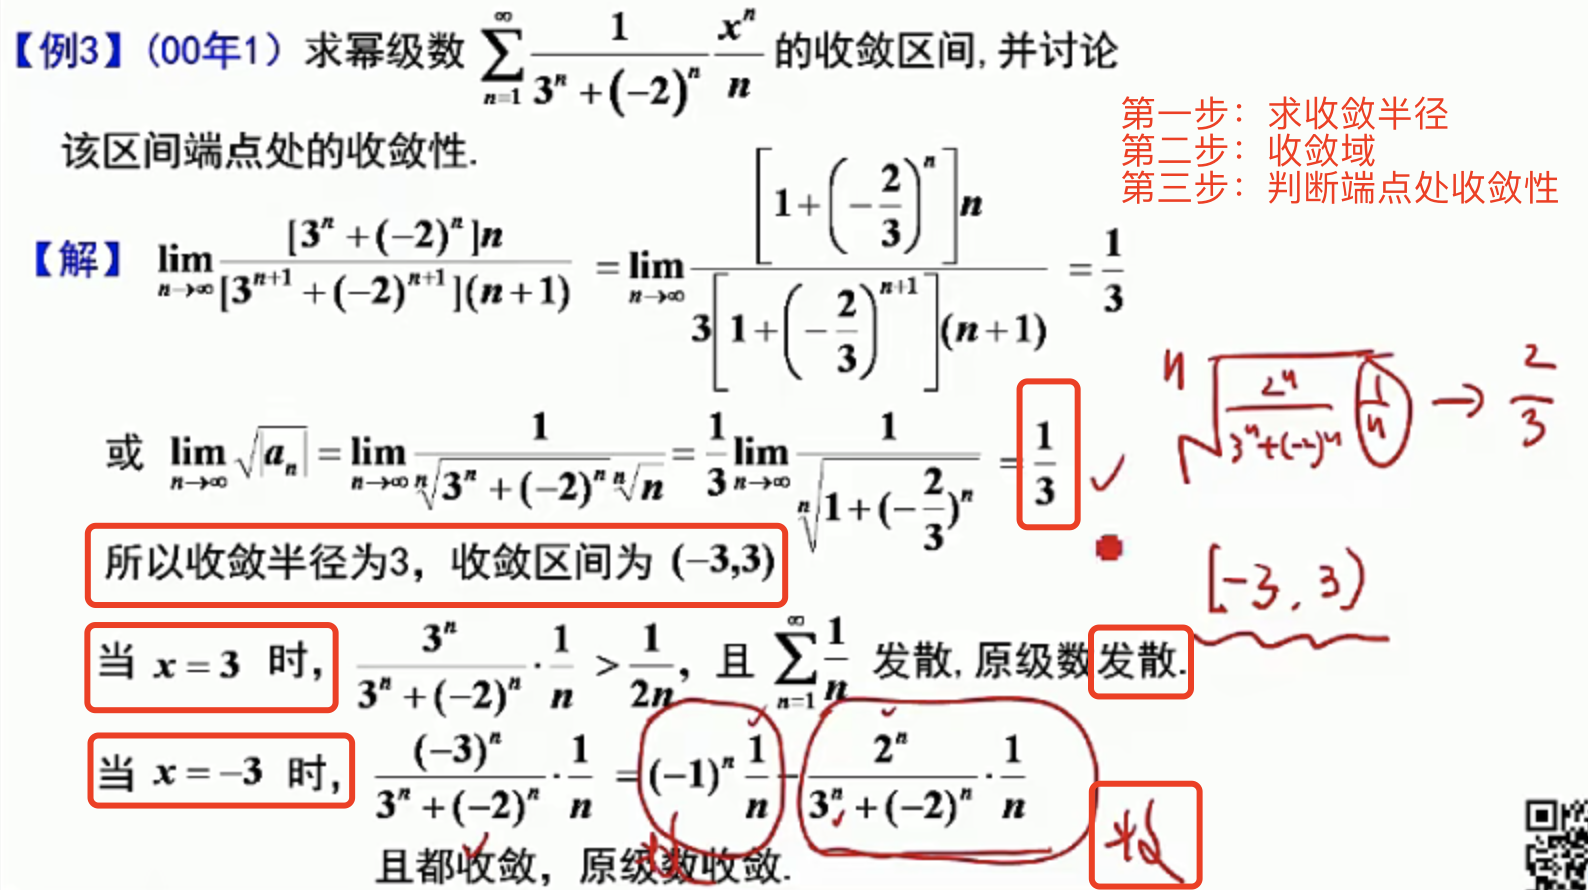 【例3】(00年1) 求幂级数 $\sum_{n=1}^{\infty} \frac{1}{3^n+(-2)^n} \frac{x^n}{n}$ 的收敛区间,并讨论
该区间端点处的收敛性.
第一步：求收敛半径
第二步：收敛域
第三步：判断端点处收敛性
【解】 $\lim_{n\to\infty} \frac{[3^n+(-2)^n]n}{[3^{n+1}+(-2)^{n+1}](n+1)} = \lim_{n\to\infty} \frac{\left[1+\left(-\frac{2}{3}\right)^n\right]n}{3\left[1+\left(-\frac{2}{3}\right)^{n+1}\right](n+1)} = \frac{1}{3}$
或 $\lim_{n\to\infty} \sqrt{|a_n|} = \lim_{n\to\infty} \frac{1}{\sqrt[n]{3^n+(-2)^n}\sqrt[n]{n}} = \frac{1}{3}\lim_{n\to\infty} \frac{1}{\sqrt[n]{1+(-\frac{2}{3})^n}} = \frac{1}{3}$
$\sqrt[n]{\frac{2^n}{3^n+(-2)^n}\frac{1}{n}} \to \frac{2}{3}$
所以收敛半径为3，收敛区间为 (-3,3)
[-3, 3)
当 x = 3 时, $\frac{3^n}{3^n+(-2)^n}\cdot\frac{1}{n} > \frac{1}{2n}$, 且 $\sum_{n=1}^{\infty}\frac{1}{n}$ 发散,原级数发散.
当 x = -3 时, $\frac{(-3)^n}{3^n+(-2)^n}\cdot\frac{1}{n} = (-1)^n\frac{1}{n} - \frac{2^n}{3^n+(-2)^n}\cdot\frac{1}{n}$
且都收敛，原级数收敛.
收